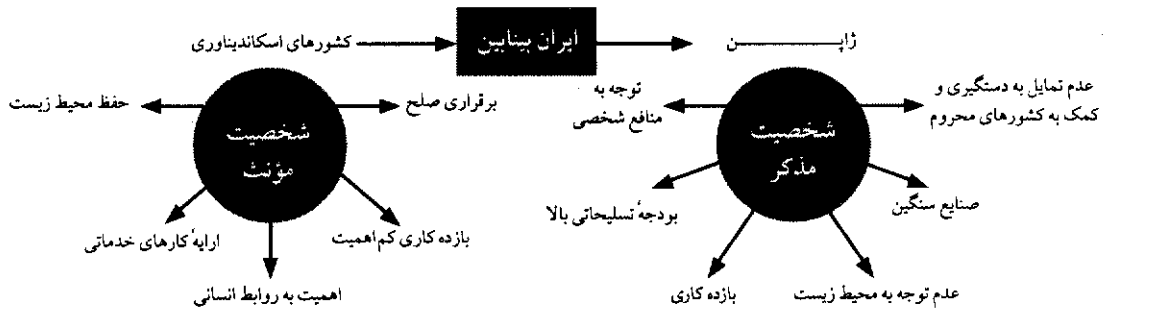 ژاپـــــن
ایران بینابین
کشورهای اسکاندیناوری
عدم تمایل به دستگیری و
کمک به کشورهای محروم
توجه به
منافع شخصی
شخصیت
مذکر
صنایع سنگین
بودجهٔ تسلیحاتی بالا
عدم توجه به محیط زیست
بازده کاری
برقراری صلح
حفظ محیط زیست
شخصیت
مؤنث
بازده کاری کم‌اهمیت
ارایهٔ کارهای خدماتی
اهمیت به روابط انسانی